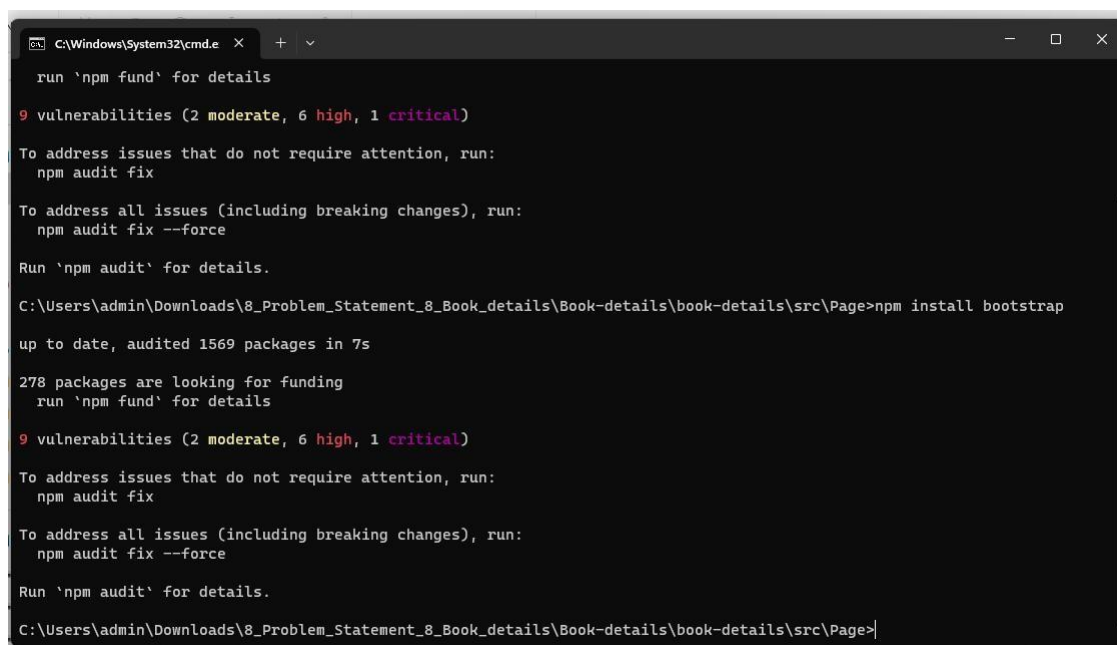 C:\Windows\System32\cmd.e
run `npm fund` for details
9 vulnerabilities (2 moderate, 6 high, 1 critical)
To address issues that do not require attention, run:
npm audit fix
To address all issues (including breaking changes), run:
npm audit fix --force
Run `npm audit` for details.
C:\Users\admin\Downloads\8_Problem_Statement_8_Book_details\Book-details\book-details\src\Page>npm install bootstrap
up to date, audited 1569 packages in 7s
278 packages are looking for funding
run `npm fund` for details
9 vulnerabilities (2 moderate, 6 high, 1 critical)
To address issues that do not require attention, run:
npm audit fix
To address all issues (including breaking changes), run:
npm audit fix --force
Run `npm audit` for details.
C:\Users\admin\Downloads\8_Problem_Statement_8_Book_details\Book-details\book-details\src\Page>